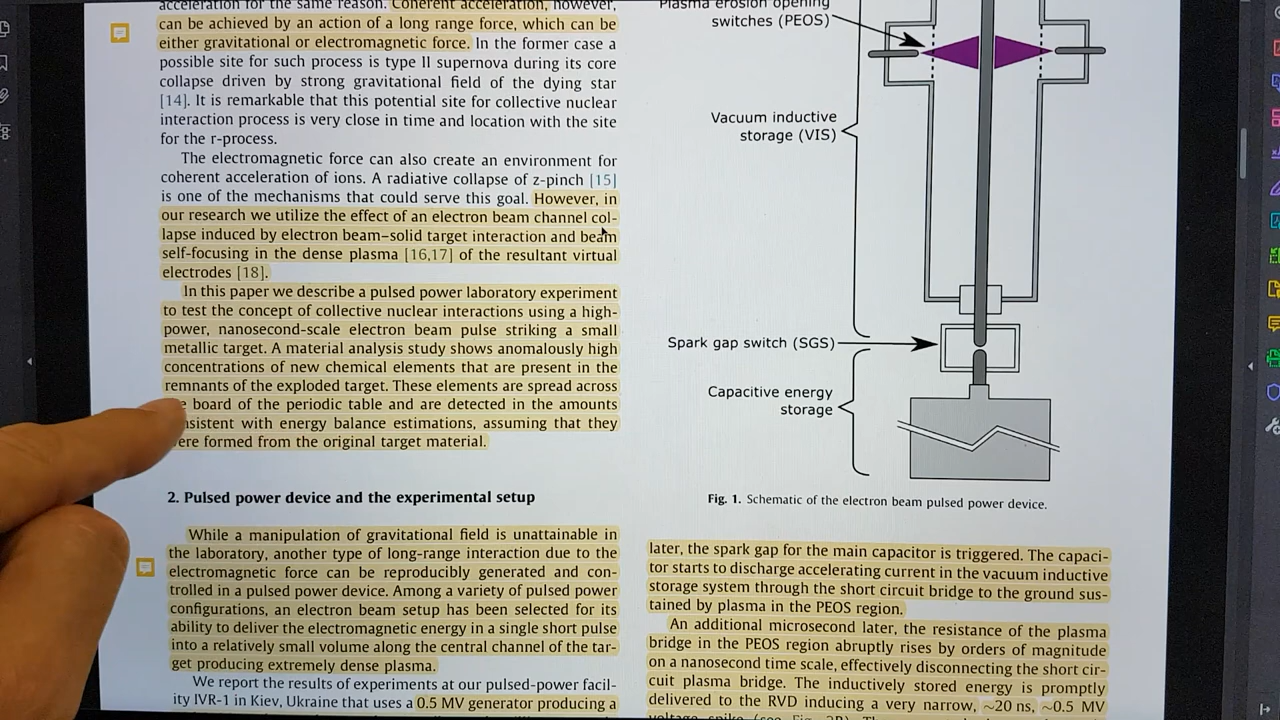 acceleration for the same reason. Coherent acceleration, however,
can be achieved by an action of a long range force, which can be
either gravitational or electromagnetic force. In the former case a
possible site for such process is type II supernova during its core
collapse driven by strong gravitational field of the dying star
[14]. It is remarkable that this potential site for collective nuclear
interaction process is very close in time and location with the site
for the r-process.
The electromagnetic force can also create an environment for
coherent acceleration of ions. A radiative collapse of z-pinch [15]
is one of the mechanisms that could serve this goal. However, in
our research we utilize the effect of an electron beam channel col-
lapse induced by electron beam–solid target interaction and beam
self-focusing in the dense plasma [16,17] of the resultant virtual
electrodes [18].
In this paper we describe a pulsed power laboratory experiment
to test the concept of collective nuclear interactions using a high-
power, nanosecond-scale electron beam pulse striking a small
metallic target. A material analysis study shows anomalously high
concentrations of new chemical elements that are present in the
remnants of the exploded target. These elements are spread across
board of the periodic table and are detected in the amounts
with energy balance estimations, assuming that they
formed from the original target material.
2. Pulsed power device and the experimental setup
While a manipulation of gravitational field is unattainable in
the laboratory, another type of long-range interaction due to the
electromagnetic force can be reproducibly generated and con-
trolled in a pulsed power device. Among a variety of pulsed power
configurations, an electron beam setup has been selected for its
ability to deliver the electromagnetic energy in a single short pulse
into a relatively small volume along the central channel of the tar-
get producing extremely dense plasma.
We report the results of experiments at our pulsed-power facil-
ity IVR-1 in Kiev, Ukraine that uses a 0.5 MV generator producing a
Plasma erosion opening
switches (PEOS)
Vacuum inductive
storage (VIS)
Spark gap switch (SGS)
Capacitive energy
storage
Fig. 1. Schematic of the electron beam pulsed power device.
later, the spark gap for the main capacitor is triggered. The capaci-
tor starts to discharge accelerating current in the vacuum inductive
storage system through the short circuit bridge to the ground sus-
tained by plasma in the PEOS region.
An additional microsecond later, the resistance of the plasma
bridge in the PEOS region abruptly rises by orders of magnitude
on a nanosecond time scale, effectively disconnecting the short cir-
cuit plasma bridge. The inductively stored energy is promptly
delivered to the RVD inducing a very narrow, ~20 ns, ~0.5 MV